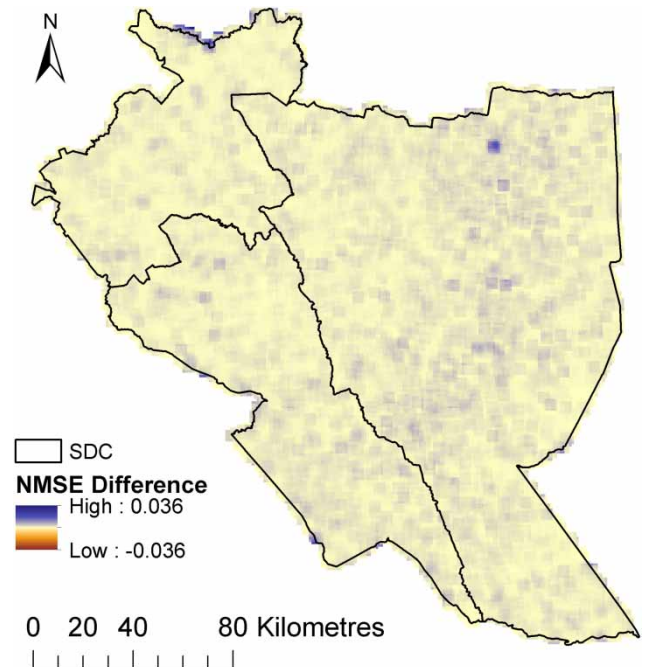 N
SDC
NMSE Difference
High : 0.036
Low : -0.036
0 20 40 80 Kilometres